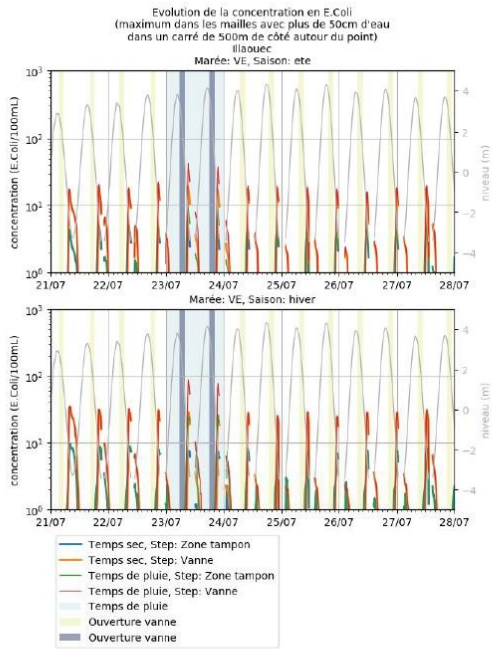 Evolution de la concentration en E.Coli
(maximum dans les mailles avec plus de 50cm d'eau
dans un carré de 500m de côté autour du point)
Illaouec
Marée: VE, Saison: ete
concentration (E.Coli/100mL)
10³
10²
10¹
10⁰
niveau (m)
4
2
0
−2
−4
21/07 22/07 23/07 24/07 25/07 26/07 27/07 28/07
Marée: VE, Saison: hiver
concentration (E.Coli/100mL)
10³
10²
10¹
10⁰
niveau (m)
4
2
0
−2
−4
21/07 22/07 23/07 24/07 25/07 26/07 27/07 28/07
Temps sec, Step: Zone tampon
Temps sec, Step: Vanne
Temps de pluie, Step: Zone tampon
Temps de pluie, Step: Vanne
Temps de pluie
Ouverture vanne
Ouverture vanne